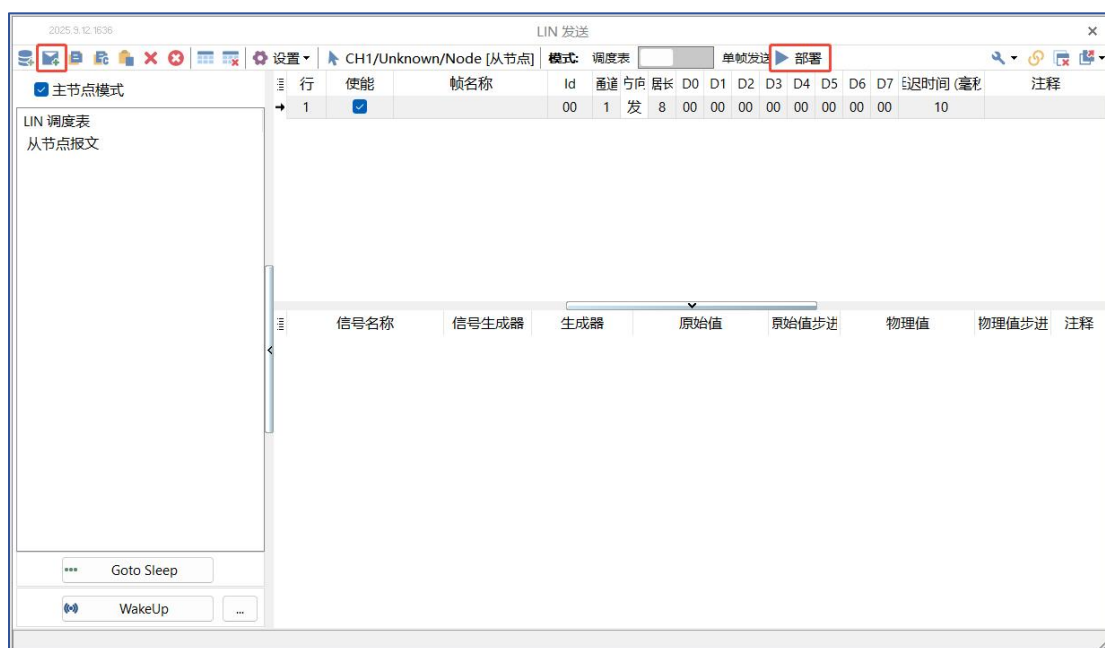 2025.9.12.1636
LIN 发送
设置 CH1/Unknown/Node [从节点] 模式: 调度表 单帧发送 部署
主节点模式
LIN 调度表
从节点报文
行 使能 帧名称 Id 通道 方向 D0 D1 D2 D3 D4 D5 D6 D7 迟时间 (毫秒 注释
1 00 1 发 8 00 00 00 00 00 00 00 00 10
信号名称 信号生成器 生成器 原始值 原始值步进 物理值 物理值步进 注释
Goto Sleep
WakeUp ...